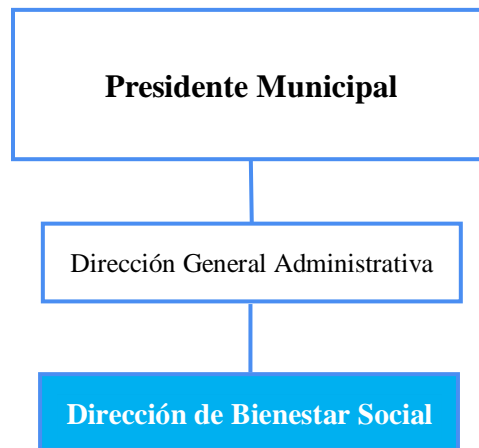 Presidente Municipal
Dirección General Administrativa
Dirección de Bienestar Social